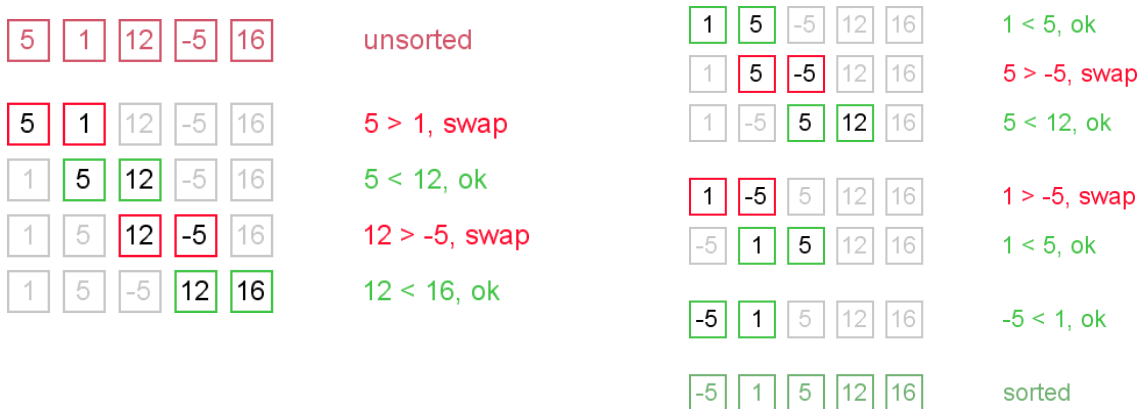 5 1 12 -5 16 unsorted
5 1 12 -5 16 5 > 1, swap
1 5 12 -5 16 5 < 12, ok
1 5 12 -5 16 12 > -5, swap
1 5 -5 12 16 12 < 16, ok
1 5 -5 12 16 1 < 5, ok
1 5 -5 12 16 5 > -5, swap
1 -5 5 12 16 5 < 12, ok
1 -5 5 12 16 1 > -5, swap
-5 1 5 12 16 1 < 5, ok
-5 1 5 12 16 -5 < 1, ok
-5 1 5 12 16 sorted